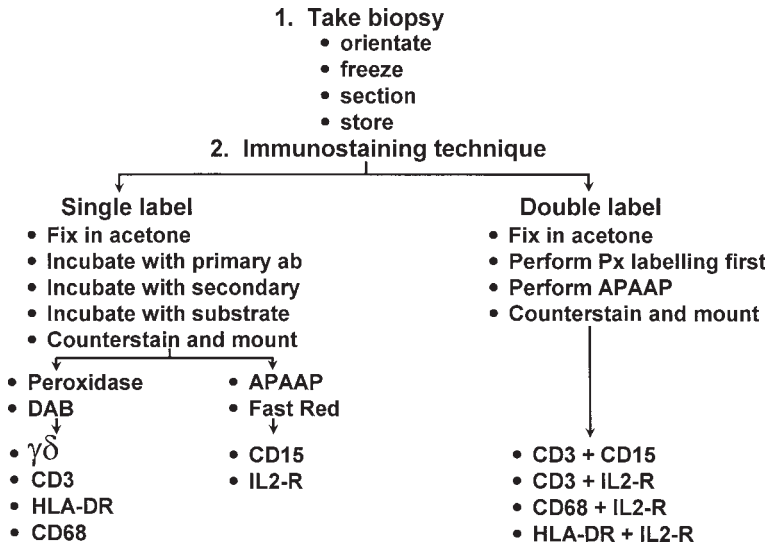 1. Take biopsy
• orientate
• freeze
• section
• store
2. Immunostaining technique
Single label
• Fix in acetone
• Incubate with primary ab
• Incubate with secondary
• Incubate with substrate
• Counterstain and mount
• Peroxidase
• DAB
• γδ
• CD3
• HLA-DR
• CD68
• APAAP
• Fast Red
• CD15
• IL2-R
Double label
• Fix in acetone
• Perform Px labelling first
• Perform APAAP
• Counterstain and mount
• CD3 + CD15
• CD3 + IL2-R
• CD68 + IL2-R
• HLA-DR + IL2-R